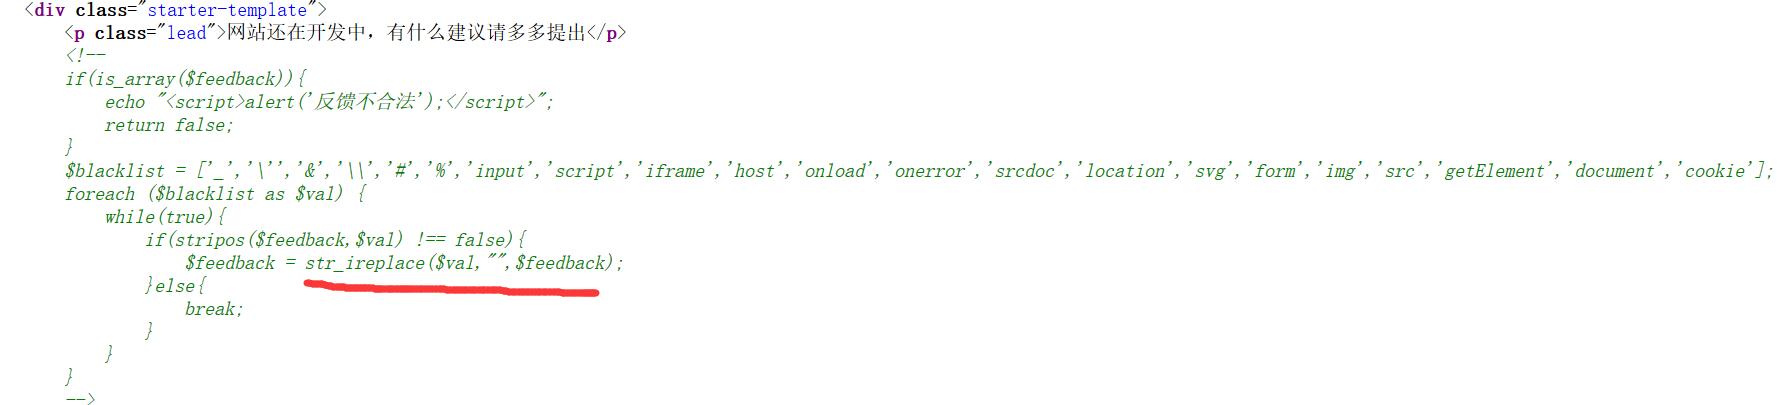 <div class="starter-template">
<p class="lead">网站还在开发中，有什么建议请多多提出</p>
<!--
if(is_array($feedback)){
echo "<script>alert('反馈不合法');</script>";
return false;
}
$blacklist = ['_','\'','&','\\','#','%','input','script','iframe','host','onload','onerror','srcdoc','location','svg','form','img','src','getElement','document','cookie'];
foreach ($blacklist as $val) {
while(true){
if(stripos($feedback,$val) !== false){
$feedback = str_ireplace($val,"",$feedback);
}else{
break;
}
}
}
-->